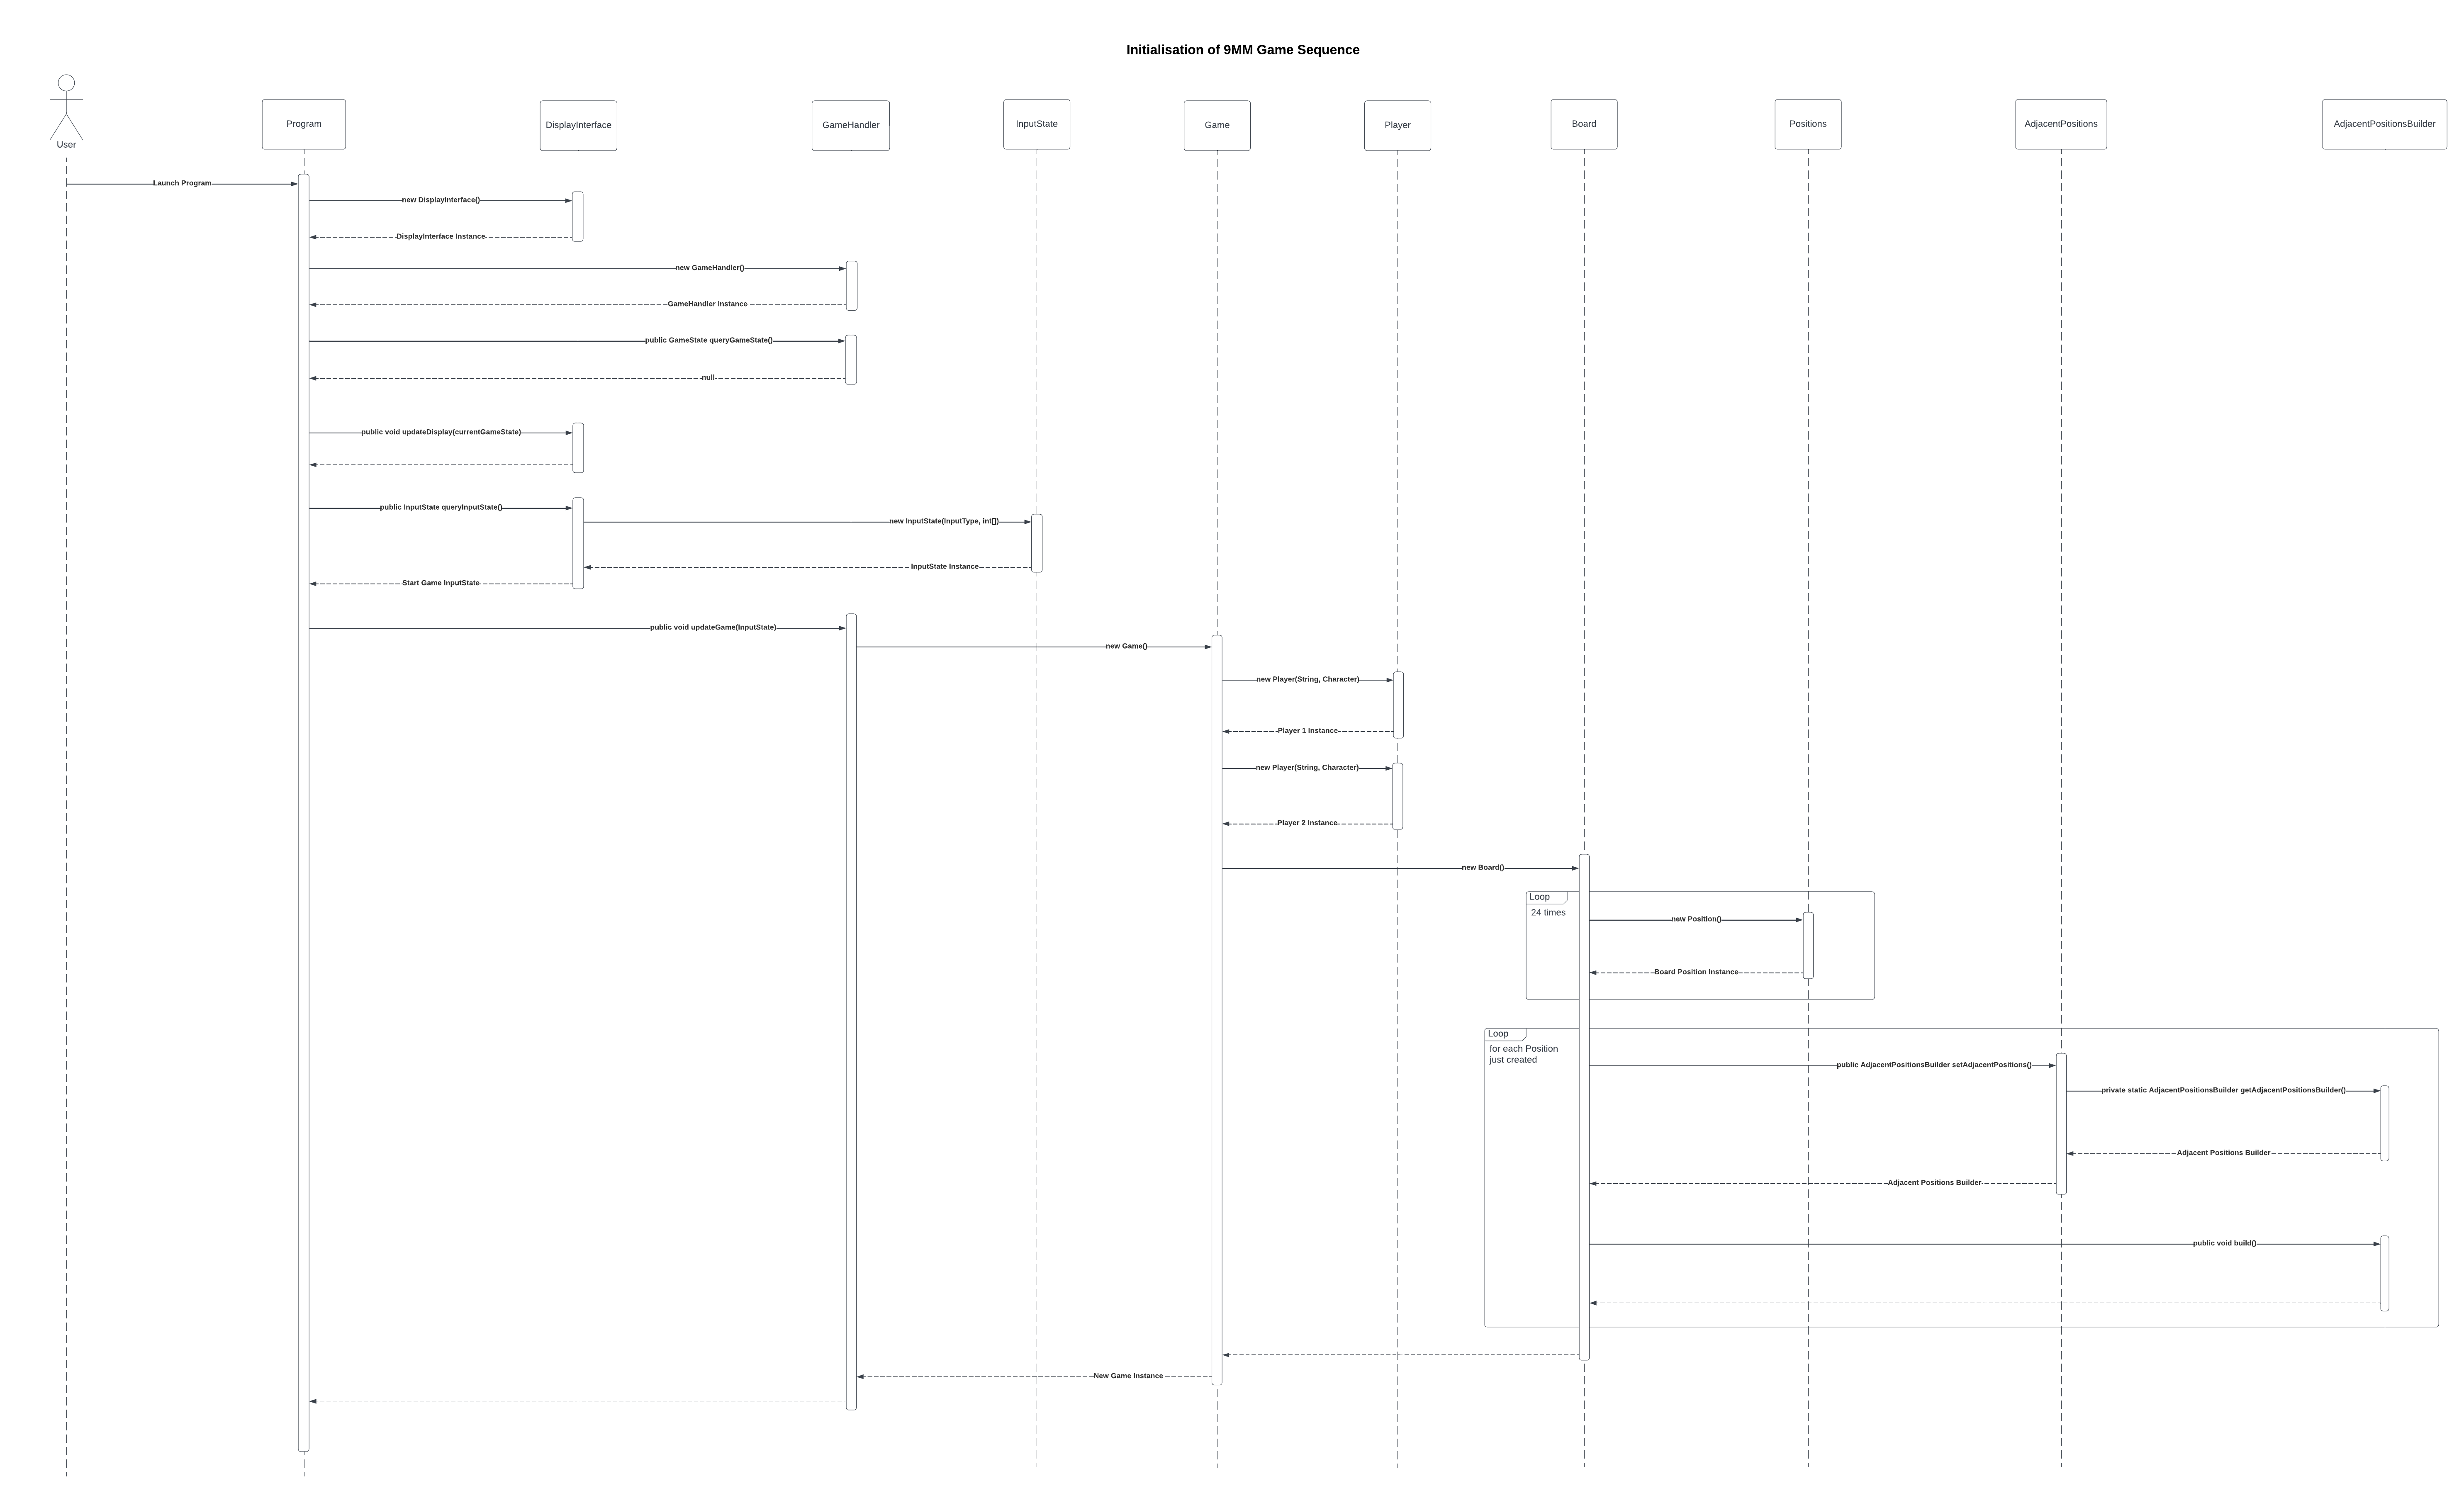 Initialisation of 9MM Game Sequence
User
Program
DisplayInterface
GameHandler
InputState
Game
Player
Board
Positions
AdjacentPositions
AdjacentPositionsBuilder
Launch Program
new DisplayInterface()
DisplayInterface Instance
new GameHandler()
GameHandler Instance
public GameState queryGameState()
null
public void updateDisplay(currentGameState)
public InputState queryInputState()
new InputState(InputType, int[])
InputState Instance
Start Game InputState
public void updateGame(InputState)
new Game()
new Player(String, Character)
Player 1 Instance
new Player(String, Character)
Player 2 Instance
new Board()
Loop
24 times
new Position()
Board Position Instance
Loop
for each Position
just created
public AdjacentPositionsBuilder setAdjacentPositions()
private static AdjacentPositionsBuilder getAdjacentPositionsBuilder()
Adjacent Positions Builder
Adjacent Positions Builder
public void build()
New Game Instance